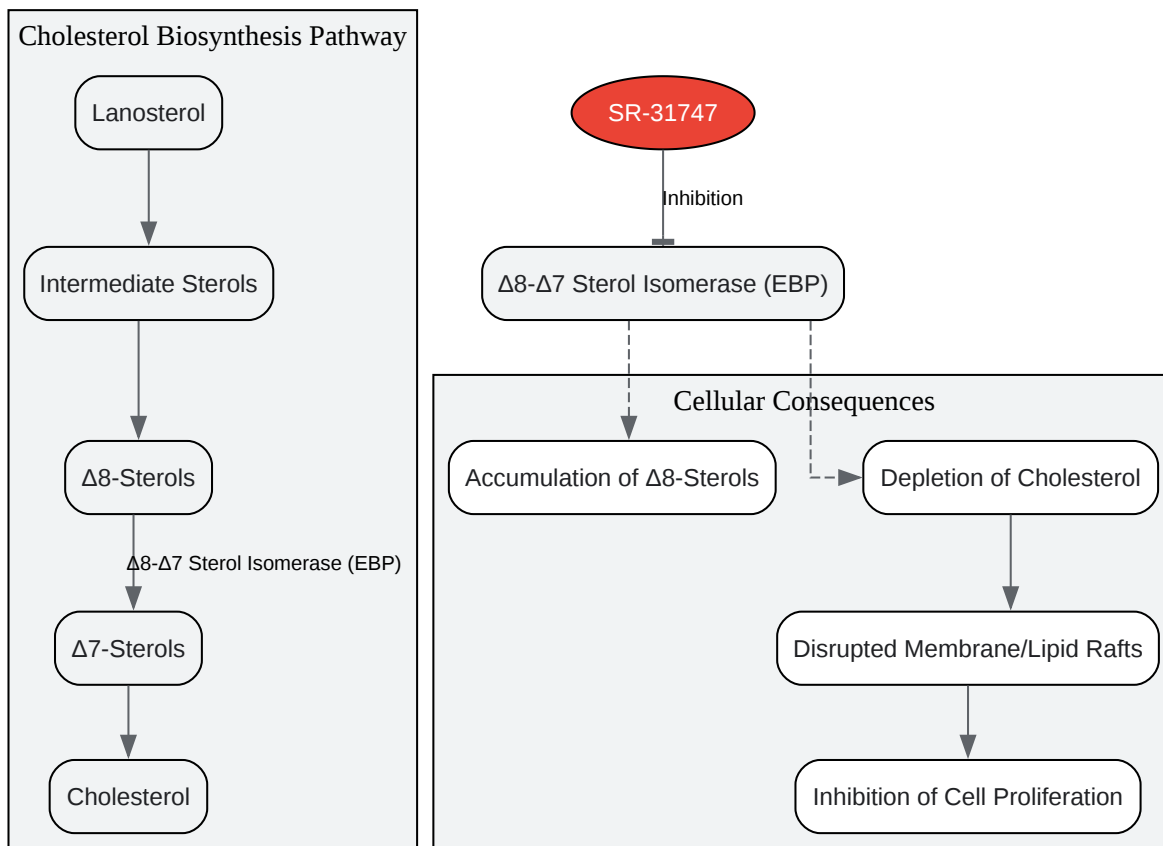 Cholesterol Biosynthesis Pathway
Lanosterol
Intermediate Sterols
Δ8-Sterols
Δ8-Δ7 Sterol Isomerase (EBP)
Δ7-Sterols
Cholesterol
SR-31747
Inhibition
Δ8-Δ7 Sterol Isomerase (EBP)
Cellular Consequences
Accumulation of Δ8-Sterols
Depletion of Cholesterol
Disrupted Membrane/Lipid Rafts
Inhibition of Cell Proliferation